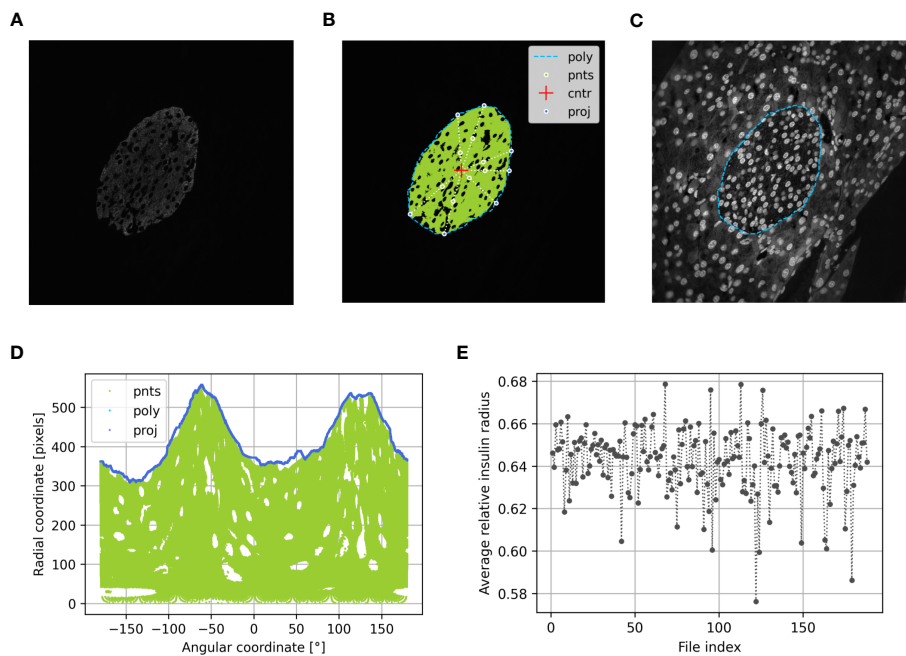 A
B
C
poly
pnts
cntr
proj
D
E
pnts
poly
proj
500
400
300
200
100
0
−150
−100
−50
0
50
100
150
Radial coordinate [pixels]
Angular coordinate [°]
0.68
0.66
0.64
0.62
0.60
0.58
0
50
100
150
Average relative insulin radius
File index